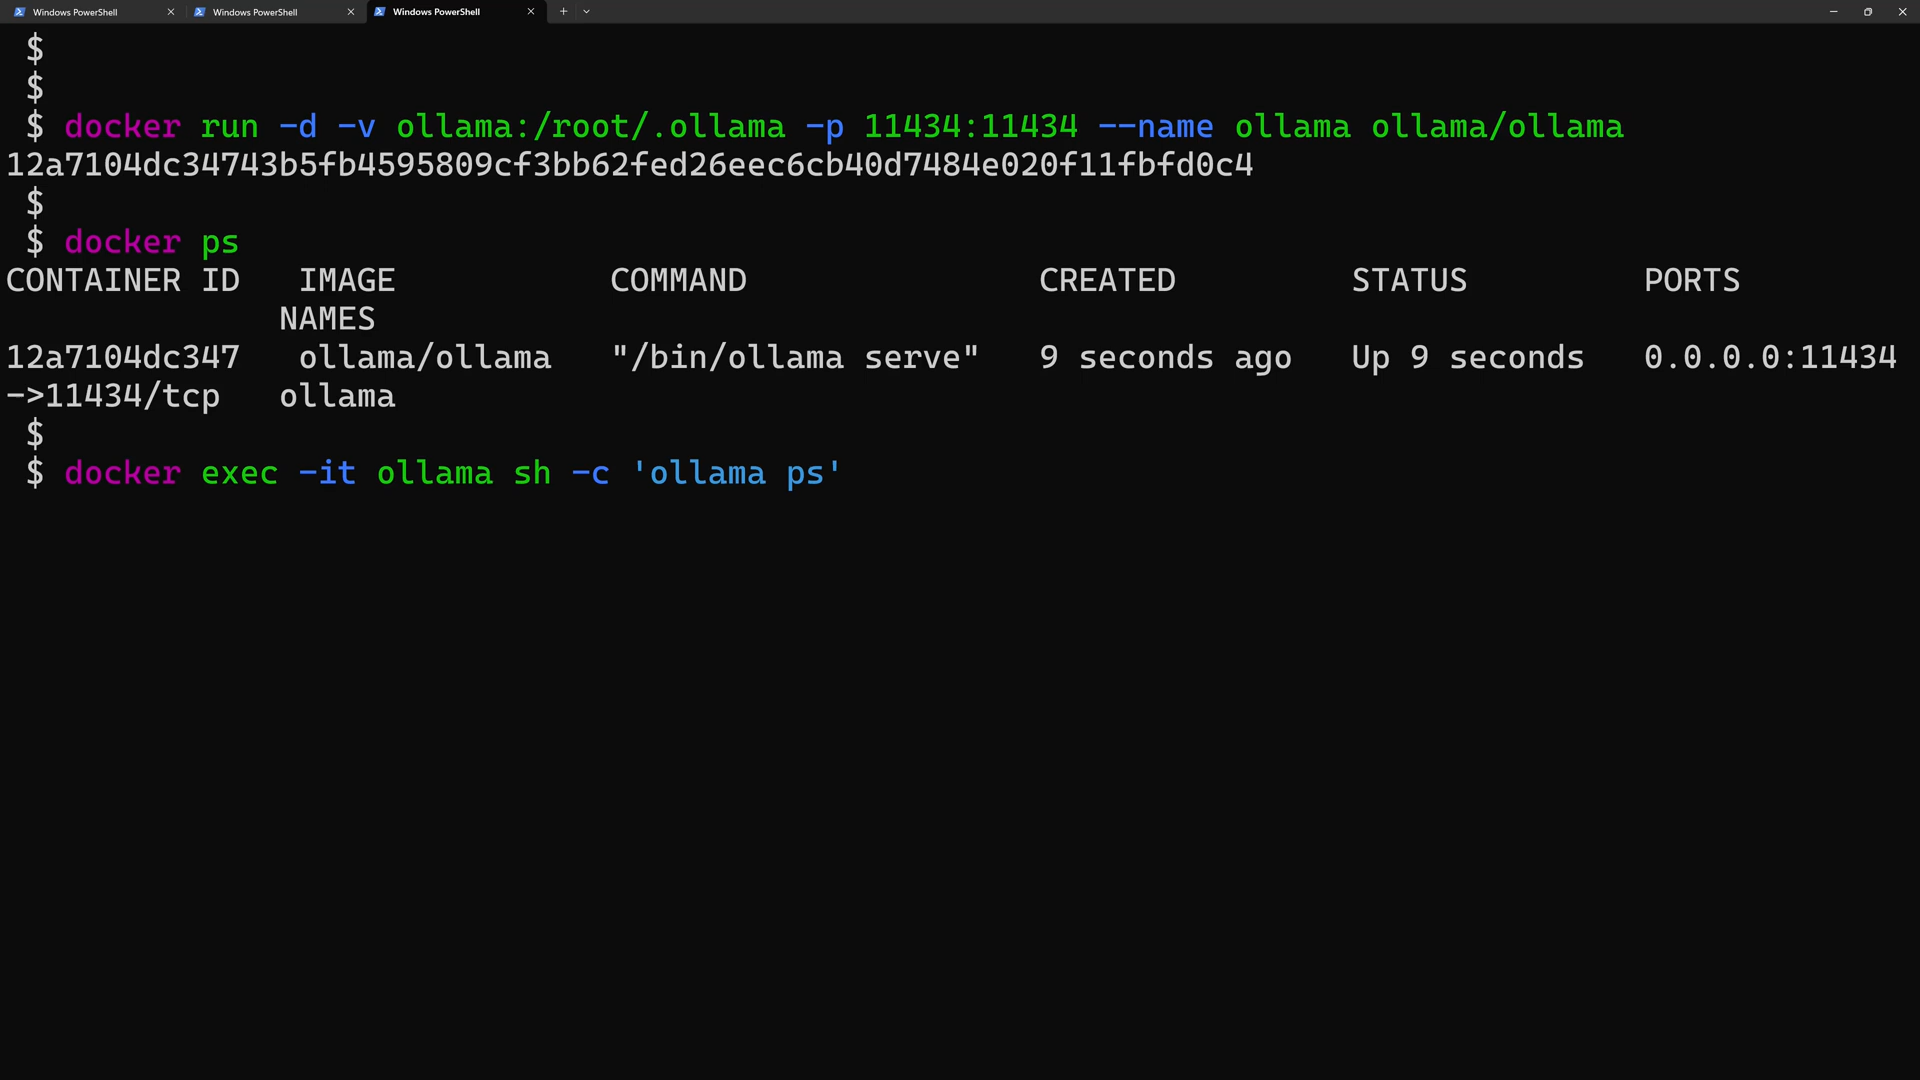 Windows PowerShell Windows PowerShell Windows PowerShell
$
$
$ docker run -d -v ollama:/root/.ollama -p 11434:11434 --name ollama ollama/ollama
12a7104dc34743b5fb4595809cf3bb62fed26eec6cb40d7484e020f11fbfd0c4
$
$ docker ps
CONTAINER ID   IMAGE           COMMAND               CREATED         STATUS         PORTS
              NAMES
12a7104dc347   ollama/ollama   "/bin/ollama serve"   9 seconds ago   Up 9 seconds   0.0.0.0:11434
->11434/tcp   ollama
$
$ docker exec -it ollama sh -c 'ollama ps'